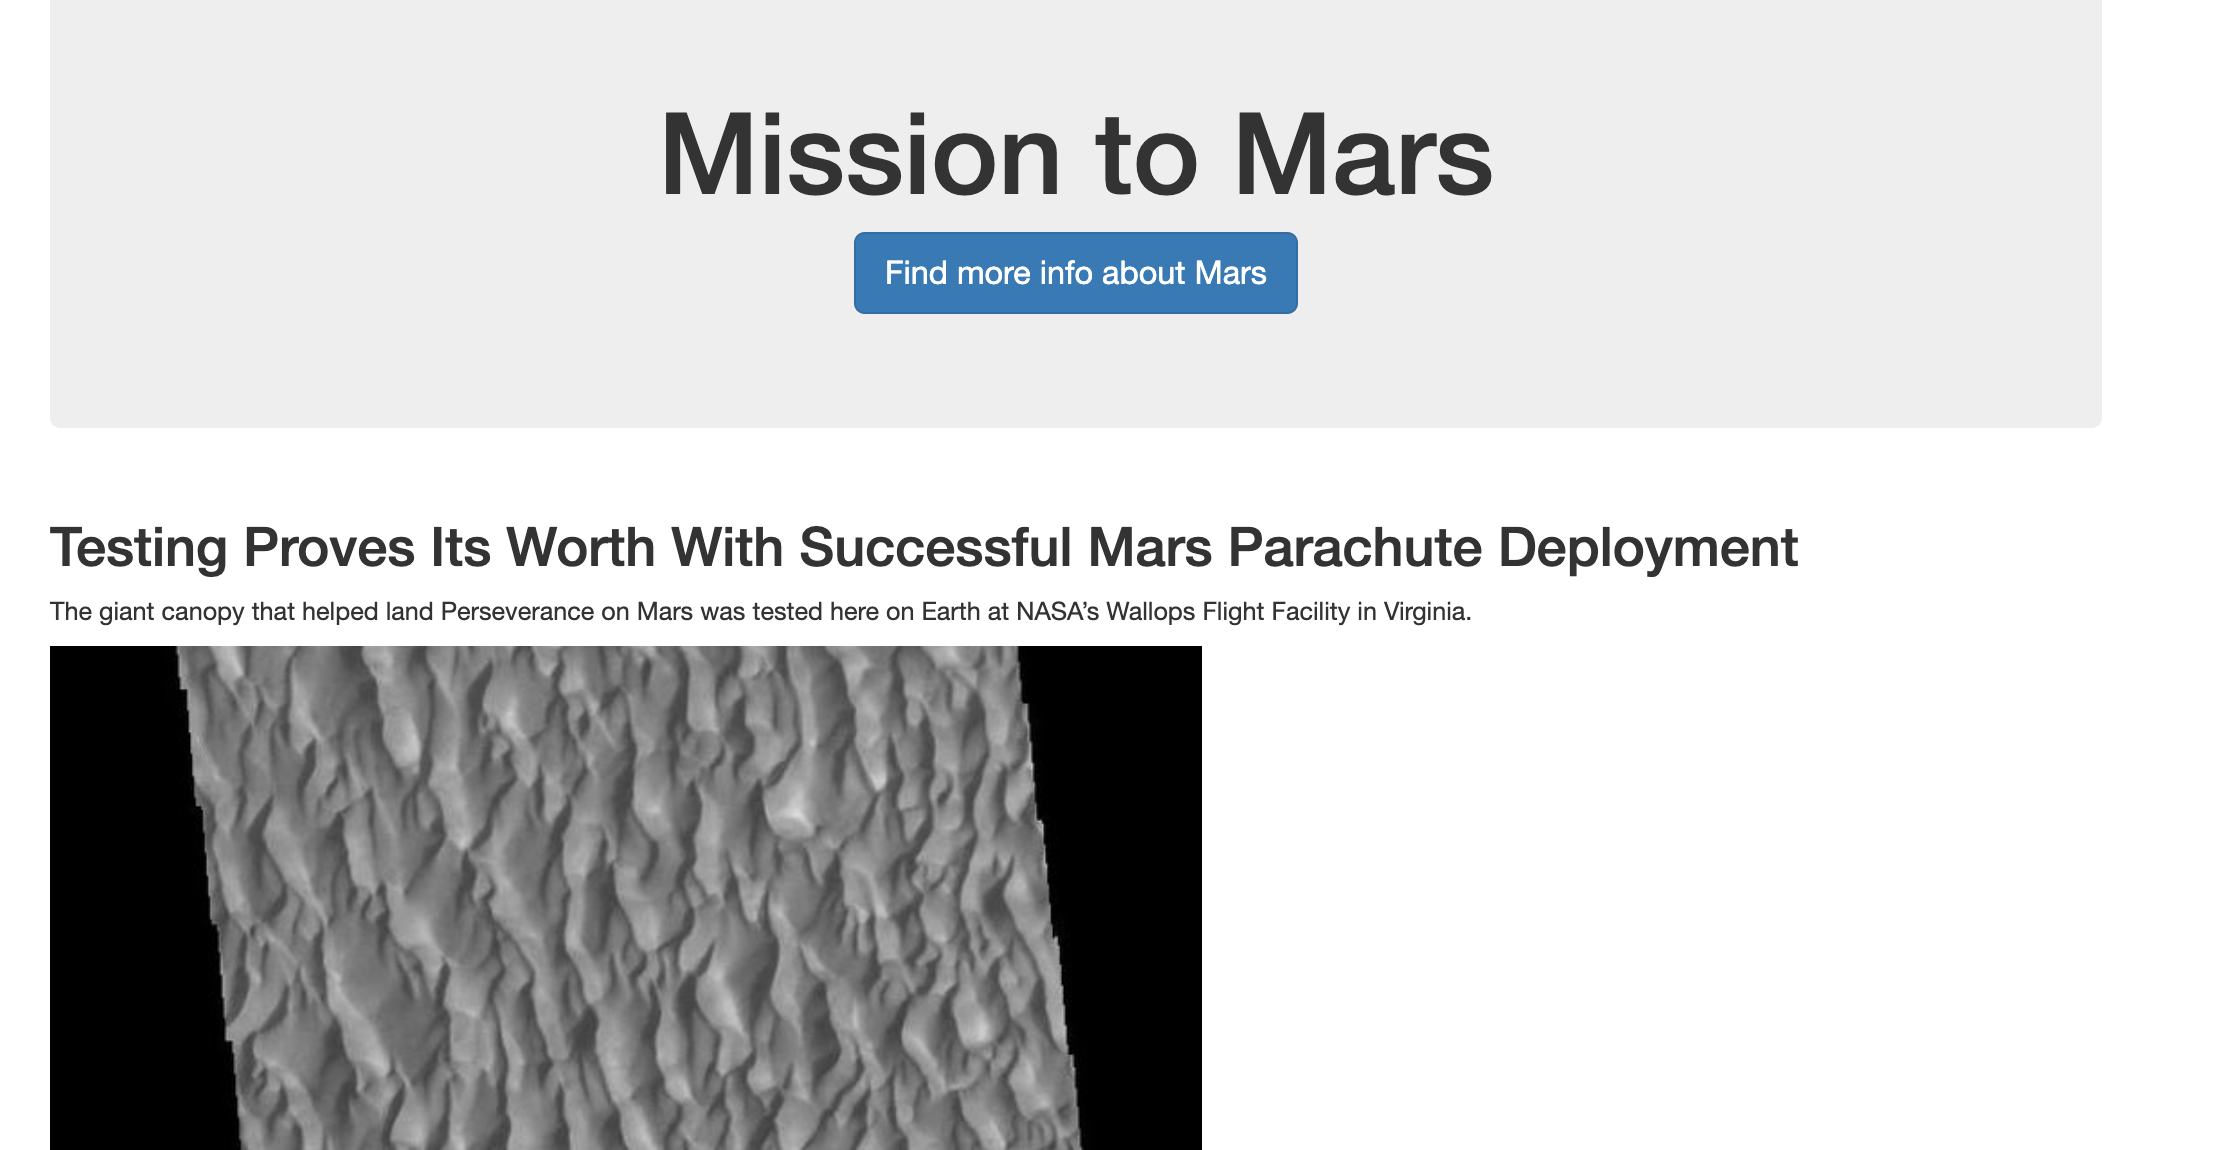 Mission to Mars
Find more info about Mars
Testing Proves Its Worth With Successful Mars Parachute Deployment
The giant canopy that helped land Perseverance on Mars was tested here on Earth at NASA’s Wallops Flight Facility in Virginia.